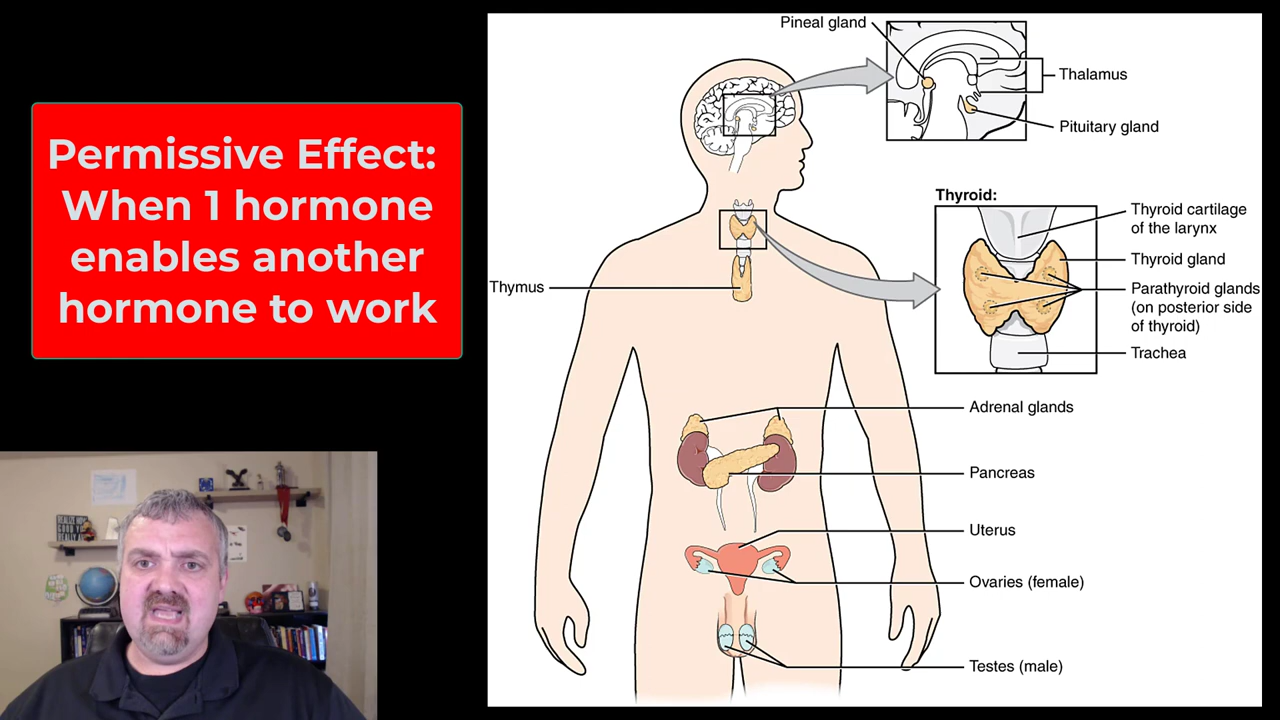 Permissive Effect:
When 1 hormone
enables another
hormone to work
Pineal gland
Thalamus
Pituitary gland
Thyroid:
Thyroid cartilage
of the larynx
Thyroid gland
Parathyroid glands
(on posterior side
of thyroid)
Trachea
Thymus
Adrenal glands
Pancreas
Uterus
Ovaries (female)
Testes (male)